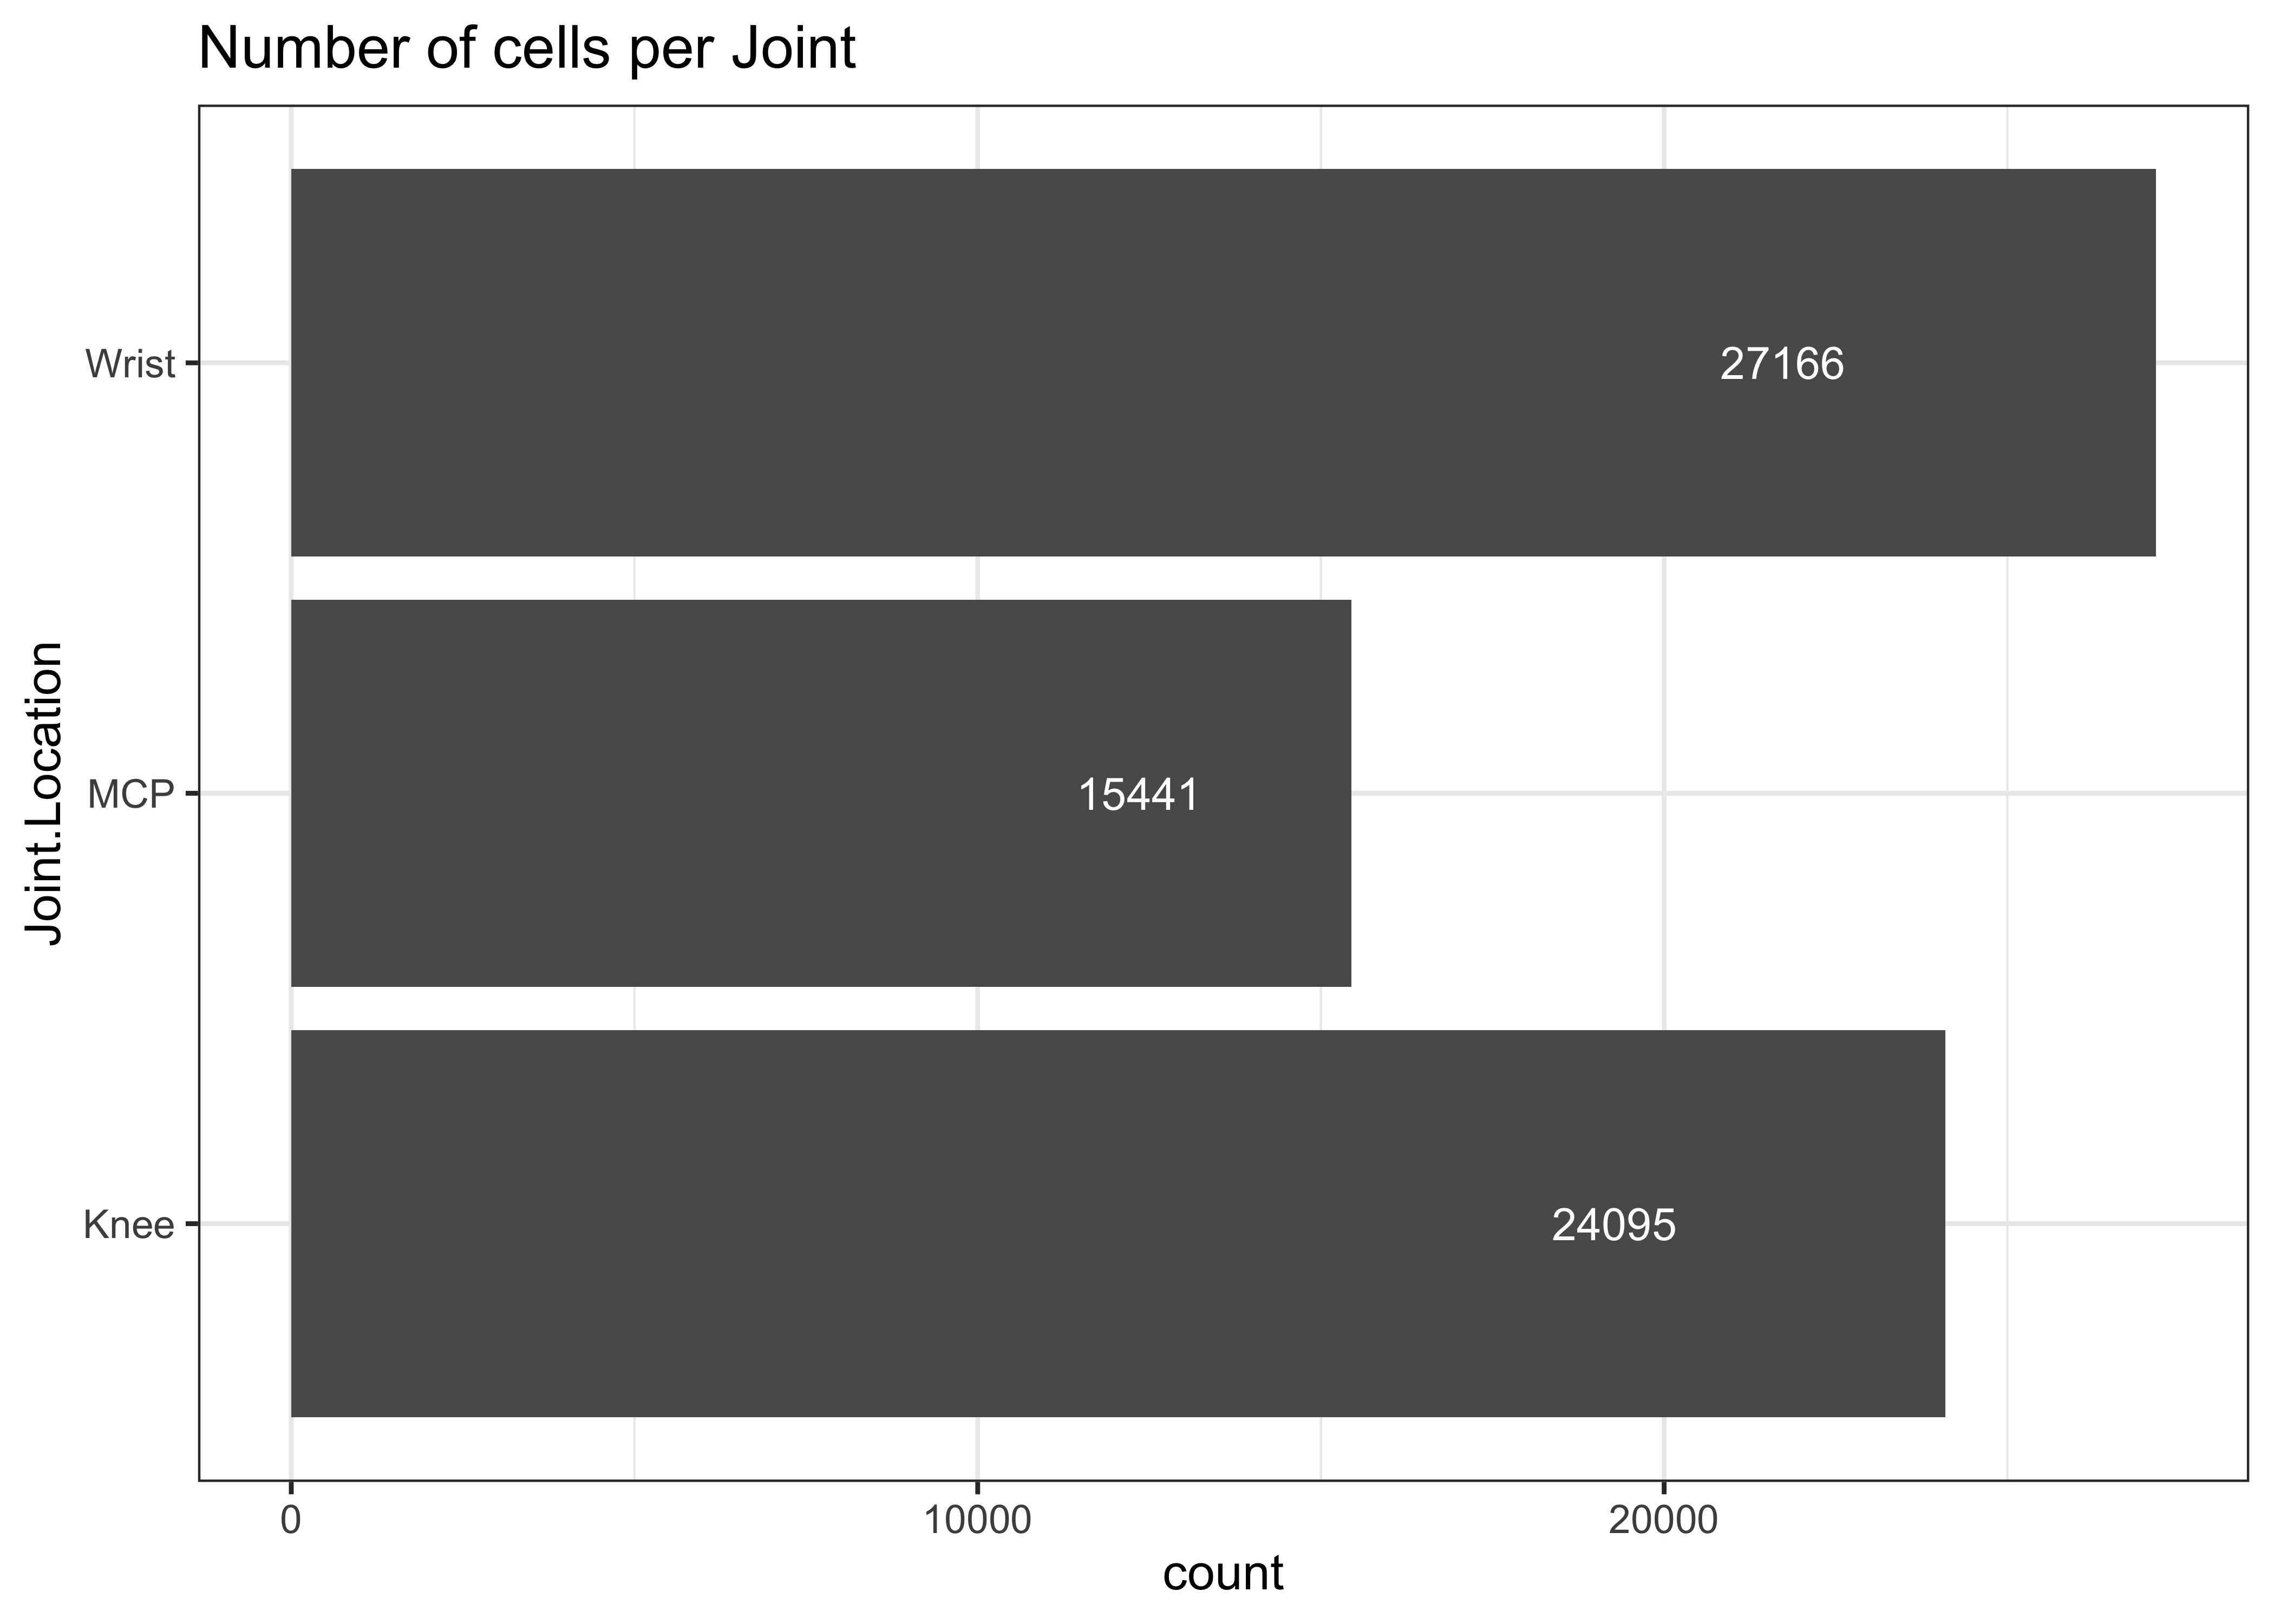 Number of cells per Joint
Wrist
27166
MCP
15441
Knee
24095
Joint.Location
0
10000
20000
count